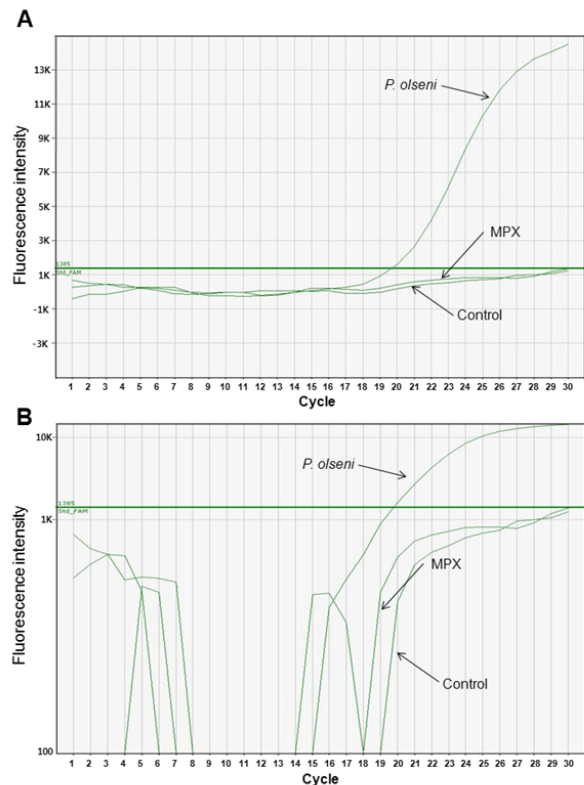 A
Fluorescence intensity
13K
11K
9K
7K
5K
3K
1K
-1K
-3K
1385
Std_FAM
P. olseni
MPX
Control
1 2 3 4 5 6 7 8 9 10 11 12 13 14 15 16 17 18 19 20 21 22 23 24 25 26 27 28 29 30
Cycle
B
Fluorescence intensity
10K
1K
100
1385
Std_FAM
P. olseni
MPX
Control
1 2 3 4 5 6 7 8 9 10 11 12 13 14 15 16 17 18 19 20 21 22 23 24 25 26 27 28 29 30
Cycle